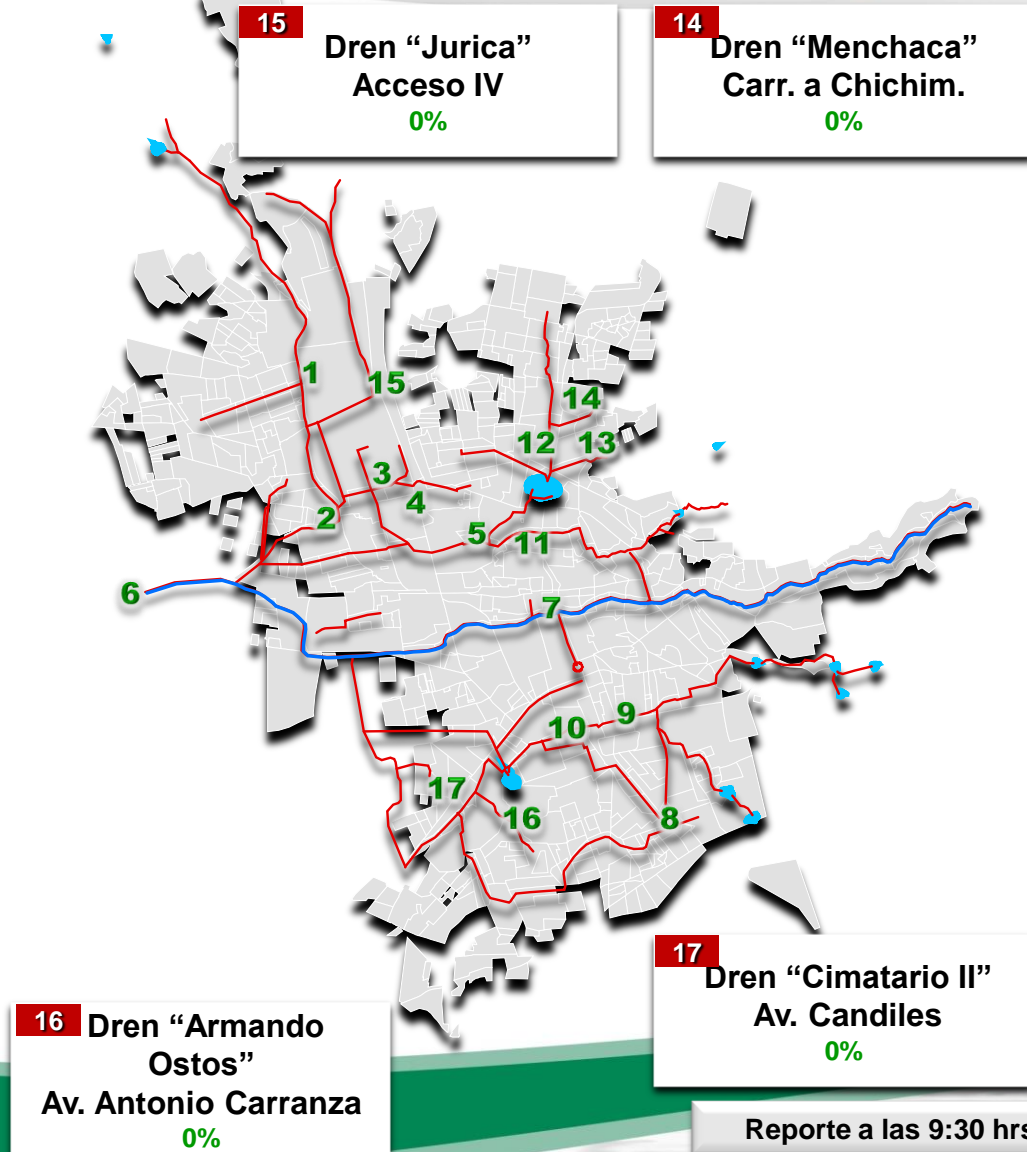 15
Dren “Jurica”
Acceso IV
0%
14
Dren “Menchaca”
Carr. a Chichim.
0%
1
15
14
12
13
3
4
2
5
11
6
7
9
10
17
16
8
17
Dren “Cimatario II”
Av. Candiles
0%
16
Dren “Armando
Ostos”
Av. Antonio Carranza
0%
Reporte a las 9:30 hrs